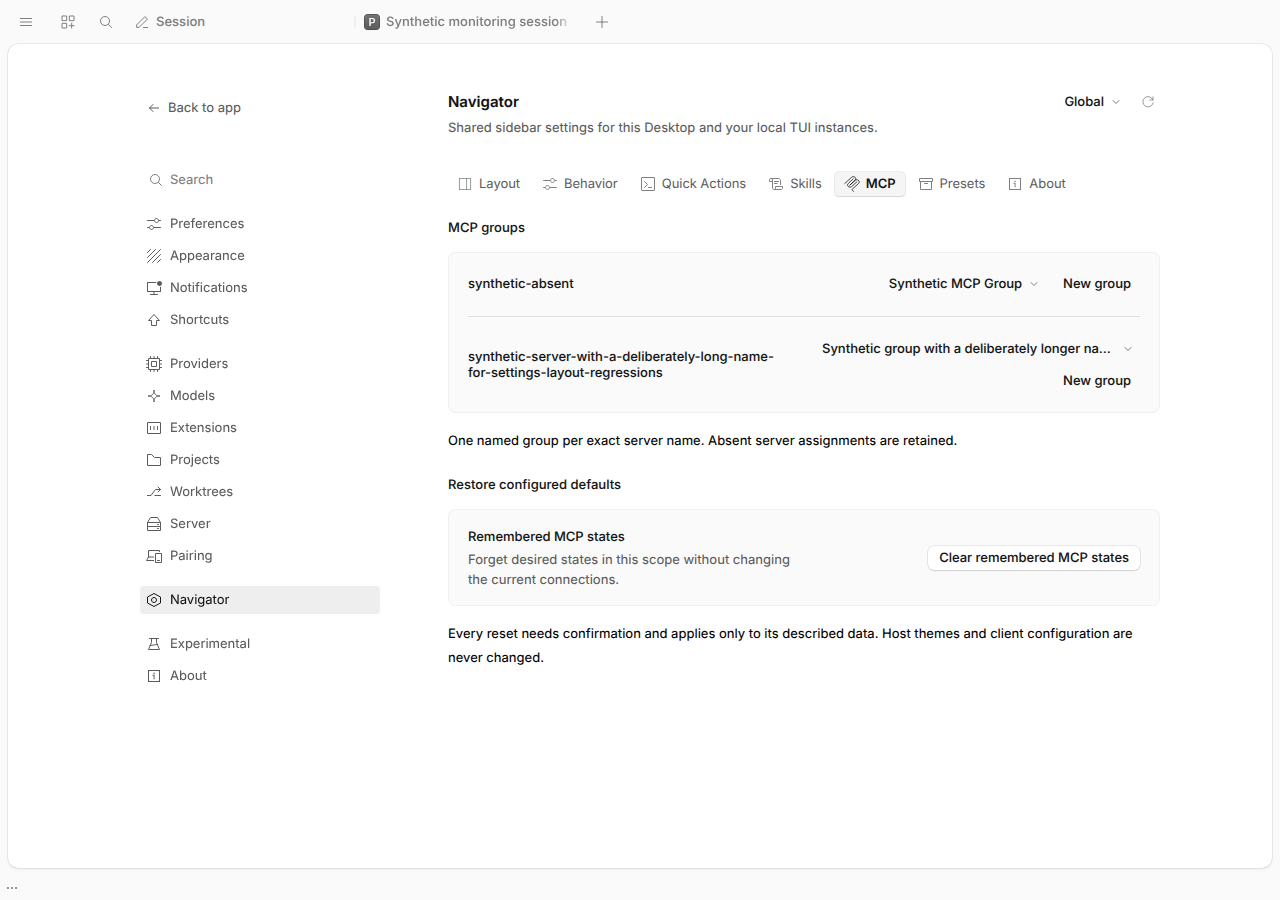 Session
P Synthetic monitoring session
Back to app
Search
Preferences
Appearance
Notifications
Shortcuts
Providers
Models
Extensions
Projects
Worktrees
Server
Pairing
Navigator
Experimental
About
Navigator
Global
Shared sidebar settings for this Desktop and your local TUI instances.
Layout Behavior Quick Actions Skills MCP Presets About
MCP groups
synthetic-absent
Synthetic MCP Group
New group
synthetic-server-with-a-deliberately-long-name-
for-settings-layout-regressions
Synthetic group with a deliberately longer na...
New group
One named group per exact server name. Absent server assignments are retained.
Restore configured defaults
Remembered MCP states
Forget desired states in this scope without changing
the current connections.
Clear remembered MCP states
Every reset needs confirmation and applies only to its described data. Host themes and client configuration are
never changed.
...